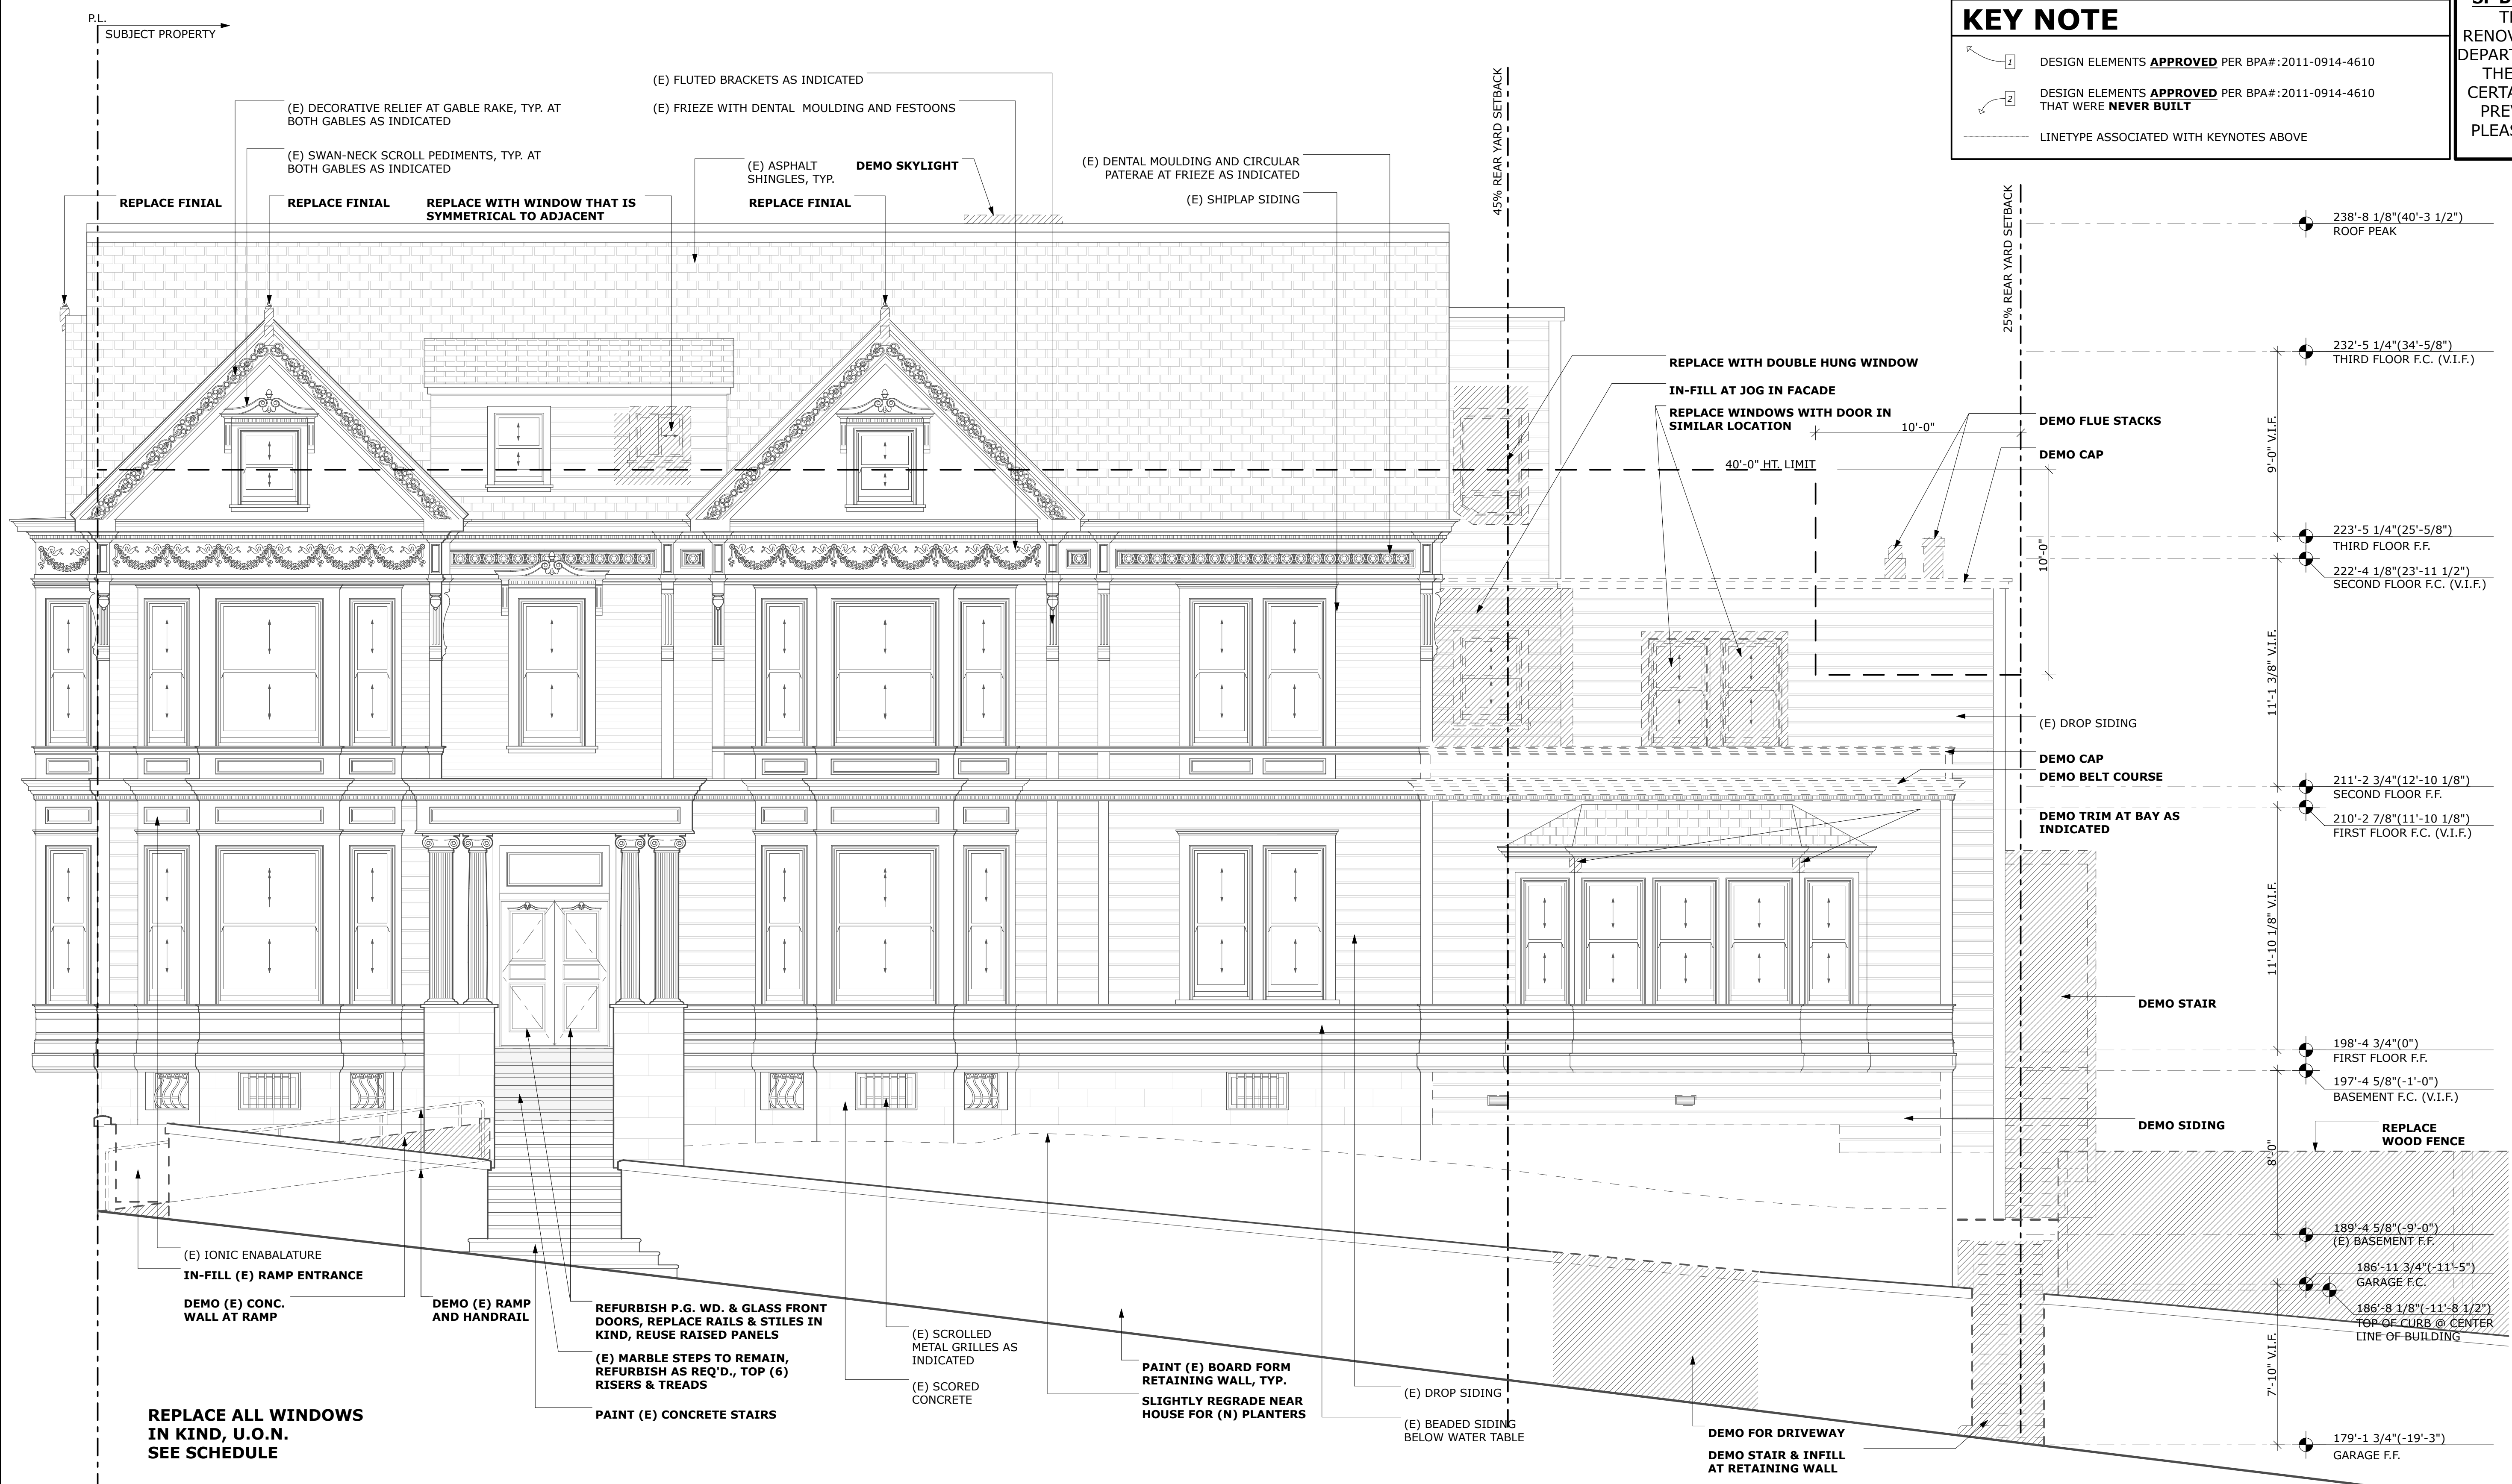 P.L.
SUBJECT PROPERTY
(E) DECORATIVE RELIEF AT GABLE RAKE, TYP. AT
BOTH GABLES AS INDICATED
(E) SWAN-NECK SCROLL PEDIMENTS, TYP. AT
BOTH GABLES AS INDICATED
REPLACE FINIAL
REPLACE FINIAL
REPLACE WITH WINDOW THAT IS
SYMMETRICAL TO ADJACENT
(E) FLUTED BRACKETS AS INDICATED
(E) FRIEZE WITH DENTAL MOULDING AND FESTOONS
(E) ASPHALT
SHINGLES, TYP.
DEMO SKYLIGHT
REPLACE FINIAL
(E) DENTAL MOULDING AND CIRCULAR
PATERAE AT FRIEZE AS INDICATED
(E) SHIPLAP SIDING
45% REAR YARD SETBACK
25% REAR YARD SETBACK
KEY NOTE
1
DESIGN ELEMENTS APPROVED PER BPA#:2011-0914-4610
2
DESIGN ELEMENTS APPROVED PER BPA#:2011-0914-4610
THAT WERE NEVER BUILT
LINETYPE ASSOCIATED WITH KEYNOTES ABOVE
RENOV
DEPART
THE
CERTA
PREV
PLEAS
REPLACE WITH DOUBLE HUNG WINDOW
IN-FILL AT JOG IN FACADE
REPLACE WINDOWS WITH DOOR IN
SIMILAR LOCATION
10'-0"
40'-0" HT. LIMIT
10'-0"
DEMO FLUE STACKS
DEMO CAP
(E) DROP SIDING
DEMO CAP
DEMO BELT COURSE
DEMO TRIM AT BAY AS
INDICATED
DEMO STAIR
DEMO SIDING
REPLACE
WOOD FENCE
238'-8 1/8"(40'-3 1/2")
ROOF PEAK
232'-5 1/4"(34'-5/8")
THIRD FLOOR F.C. (V.I.F.)
9'-0" V.I.F.
223'-5 1/4"(25'-5/8")
THIRD FLOOR F.F.
222'-4 1/8"(23'-11 1/2")
SECOND FLOOR F.C. (V.I.F.)
11'-1 3/8" V.I.F.
211'-2 3/4"(12'-10 1/8")
SECOND FLOOR F.F.
210'-2 7/8"(11'-10 1/8")
FIRST FLOOR F.C. (V.I.F.)
11'-10 1/8" V.I.F.
198'-4 3/4"(0")
FIRST FLOOR F.F.
197'-4 5/8"(-1'-0")
BASEMENT F.C. (V.I.F.)
8'-0"
189'-4 5/8"(-9'-0")
(E) BASEMENT F.F.
186'-11 3/4"(-11'-5")
GARAGE F.C.
186'-8 1/8"(-11'-8 1/2")
TOP OF CURB @ CENTER
LINE OF BUILDING
7'-10" V.I.F.
179'-1 3/4"(-19'-3")
GARAGE F.F.
(E) IONIC ENABALATURE
IN-FILL (E) RAMP ENTRANCE
DEMO (E) CONC.
WALL AT RAMP
DEMO (E) RAMP
AND HANDRAIL
REFURBISH P.G. WD. & GLASS FRONT
DOORS, REPLACE RAILS & STILES IN
KIND, REUSE RAISED PANELS
(E) MARBLE STEPS TO REMAIN,
REFURBISH AS REQ'D., TOP (6)
RISERS & TREADS
PAINT (E) CONCRETE STAIRS
(E) SCROLLED
METAL GRILLES AS
INDICATED
(E) SCORED
CONCRETE
PAINT (E) BOARD FORM
RETAINING WALL, TYP.
SLIGHTLY REGRADE NEAR
HOUSE FOR (N) PLANTERS
(E) DROP SIDING
(E) BEADED SIDING
BELOW WATER TABLE
DEMO FOR DRIVEWAY
DEMO STAIR & INFILL
AT RETAINING WALL
REPLACE ALL WINDOWS
IN KIND, U.O.N.
SEE SCHEDULE